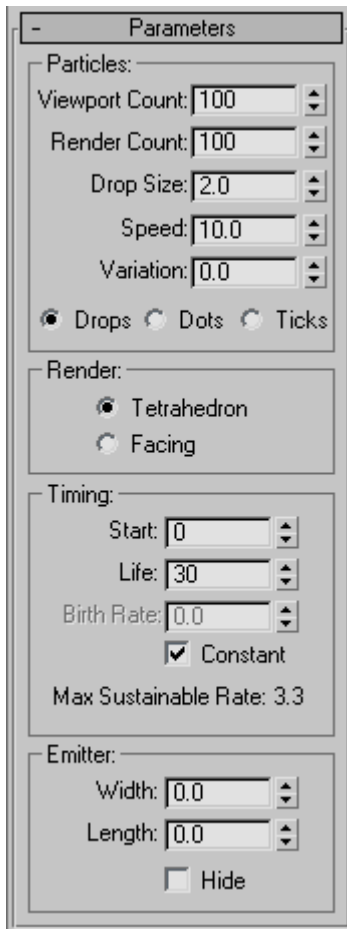 - Parameters
Particles:
Viewport Count: 100
Render Count: 100
Drop Size: 2.0
Speed: 10.0
Variation: 0.0
Drops Dots Ticks
Render:
Tetrahedron
Facing
Timing:
Start: 0
Life: 30
Birth Rate: 0.0
Constant
Max Sustainable Rate: 3.3
Emitter:
Width: 0.0
Length: 0.0
Hide